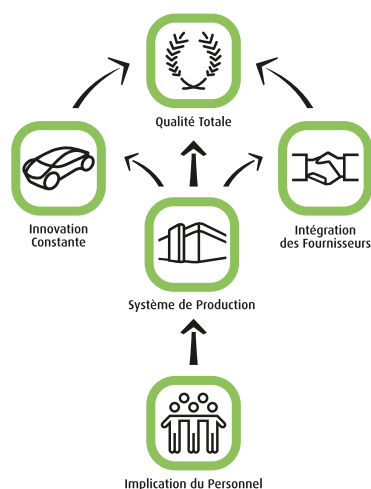 Qualité Totale
Innovation
Constante
Intégration
des Fournisseurs
Système de Production
Implication du Personnel